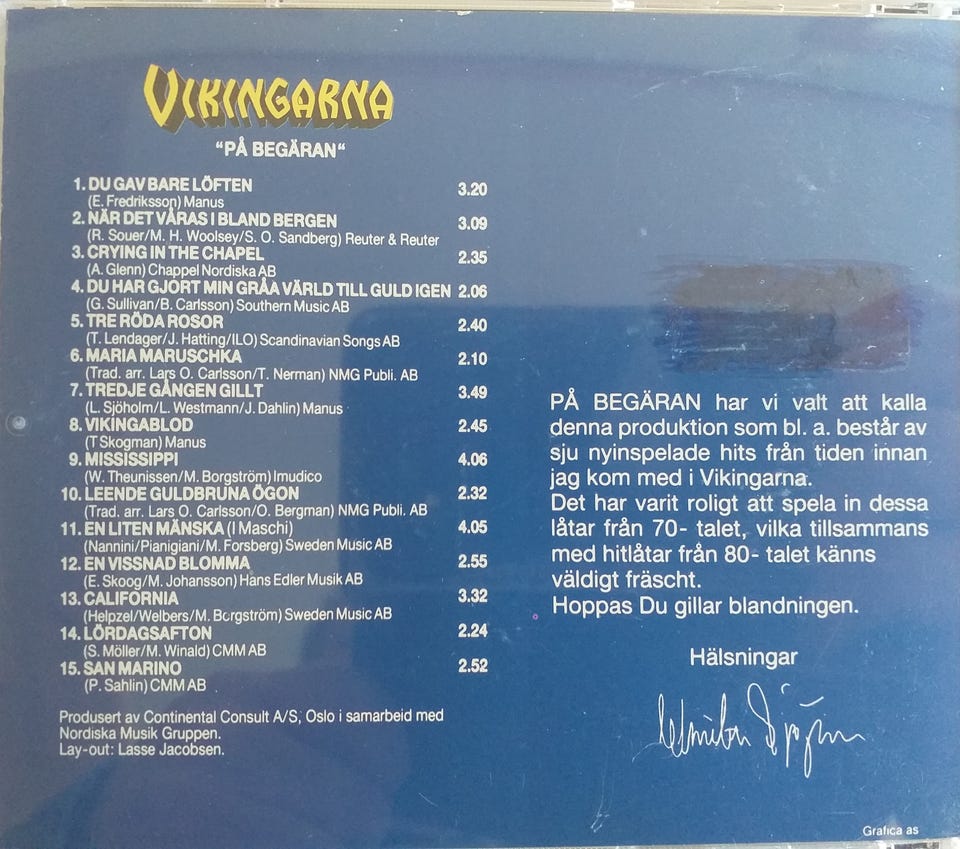 VIKINGARNA
"PÅ BEGÄRAN"
1. DU GAV BARE LÖFTEN 3.20
(E. Fredriksson) Manus
2. NÄR DET VÅRAS I BLAND BERGEN 3.09
(R. Souer/M. H. Woolsey/S. O. Sandberg) Reuter & Reuter
3. CRYING IN THE CHAPEL 2.35
(A. Glenn) Chappel Nordiska AB
4. DU HAR GJORT MIN GRÅA VÄRLD TILL GULD IGEN 2.06
(G. Sullivan/B. Carlsson) Southern Music AB
5. TRE RÖDA ROSOR 2.40
(T. Lendager/J. Hatting/ILO) Scandinavian Songs AB
6. MARIA MARUSCHKA 2.10
(Trad. arr. Lars O. Carlsson/T. Nerman) NMG Publi. AB
7. TREDJE GÅNGEN GILLT 3.49
(L. Sjöholm/L. Westmann/J. Dahlin) Manus
8. VIKINGABLOD 2.45
(T Skogman) Manus
9. MISSISSIPPI 4.06
(W. Theunissen/M. Borgström) Imudico
10. LEENDE GULDBRUNA ÖGON 2.32
(Trad. arr. Lars O. Carlsson/O. Bergman) NMG Publi. AB
11. EN LITEN MÄNSKA (I Maschi) 4.05
(Nannini/Pianigiani/M. Forsberg) Sweden Music AB
12. EN VISSNAD BLOMMA 2.55
(E. Skoog/M. Johansson) Hans Edler Musik AB
13. CALIFORNIA 3.32
(Helpzel/Welbers/M. Borgström) Sweden Music AB
14. LÖRDAGSAFTON 2.24
(S. Möller/M. Winald) CMM AB
15. SAN MARINO 2.52
(P. Sahlin) CMM AB
Produsert av Continental Consult A/S, Oslo i samarbeid med
Nordiska Musik Gruppen.
Lay-out: Lasse Jacobsen.
PÅ BEGÄRAN har vi valt att kalla
denna produktion som bl. a. består av
sju nyinspelade hits från tiden innan
jag kom med i Vikingarna.
Det har varit roligt att spela in dessa
låtar från 70- talet, vilka tillsammans
med hitlåtar från 80- talet känns
väldigt fräscht.
Hoppas Du gillar blandningen.
Hälsningar
Grafica as